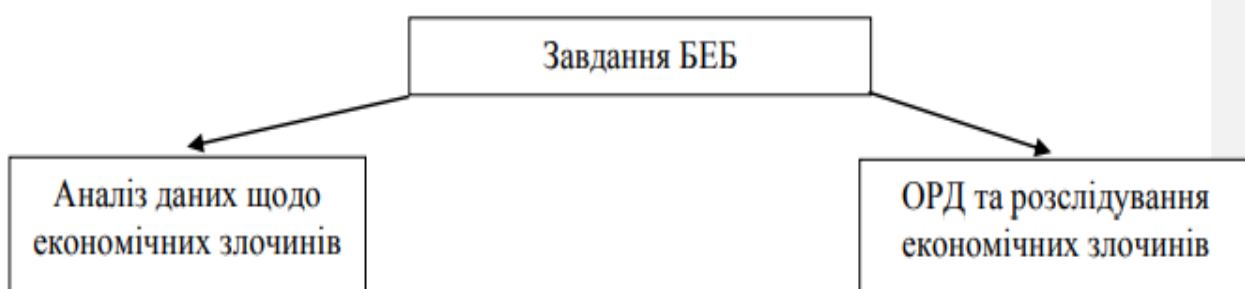 Завдання БЕБ
Аналіз даних щодо
економічних злочинів
ОРД та розслідування
економічних злочинів